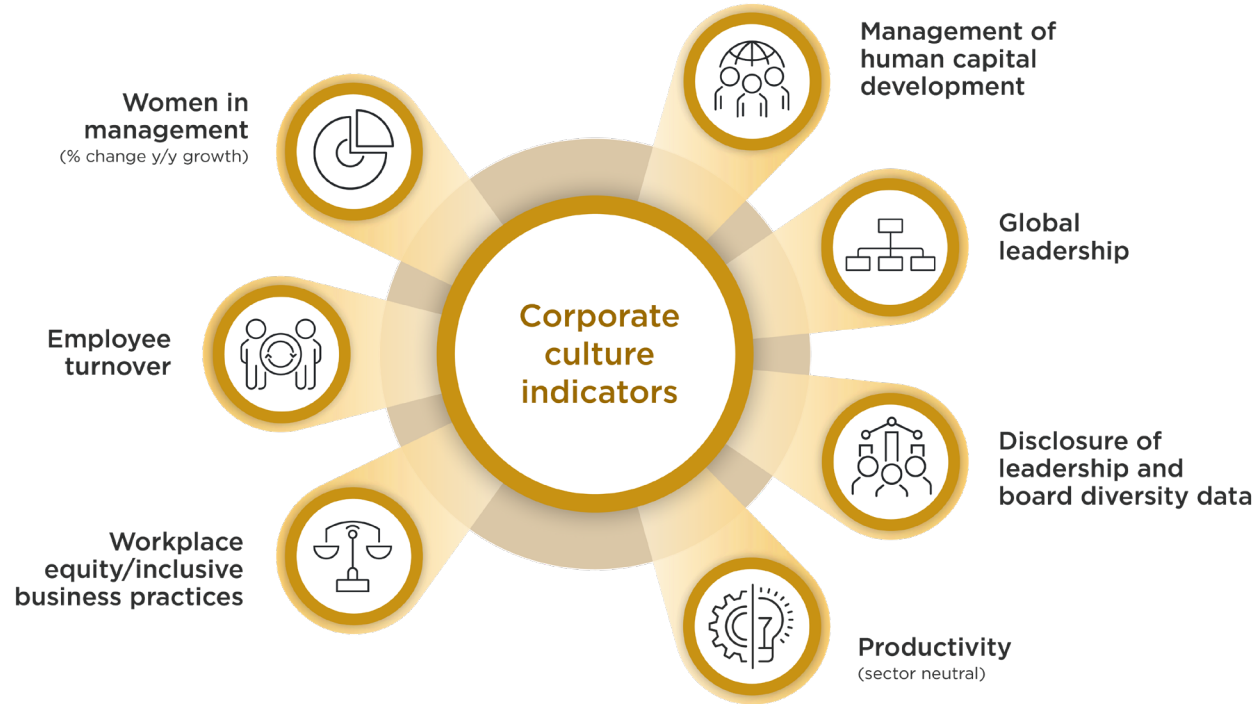 Corporate
culture
indicators
Management of
human capital
development
Global
leadership
Disclosure of
leadership and
board diversity data
Productivity
(sector neutral)
Workplace
equity/inclusive
business practices
Employee
turnover
Women in
management
(% change y/y growth)